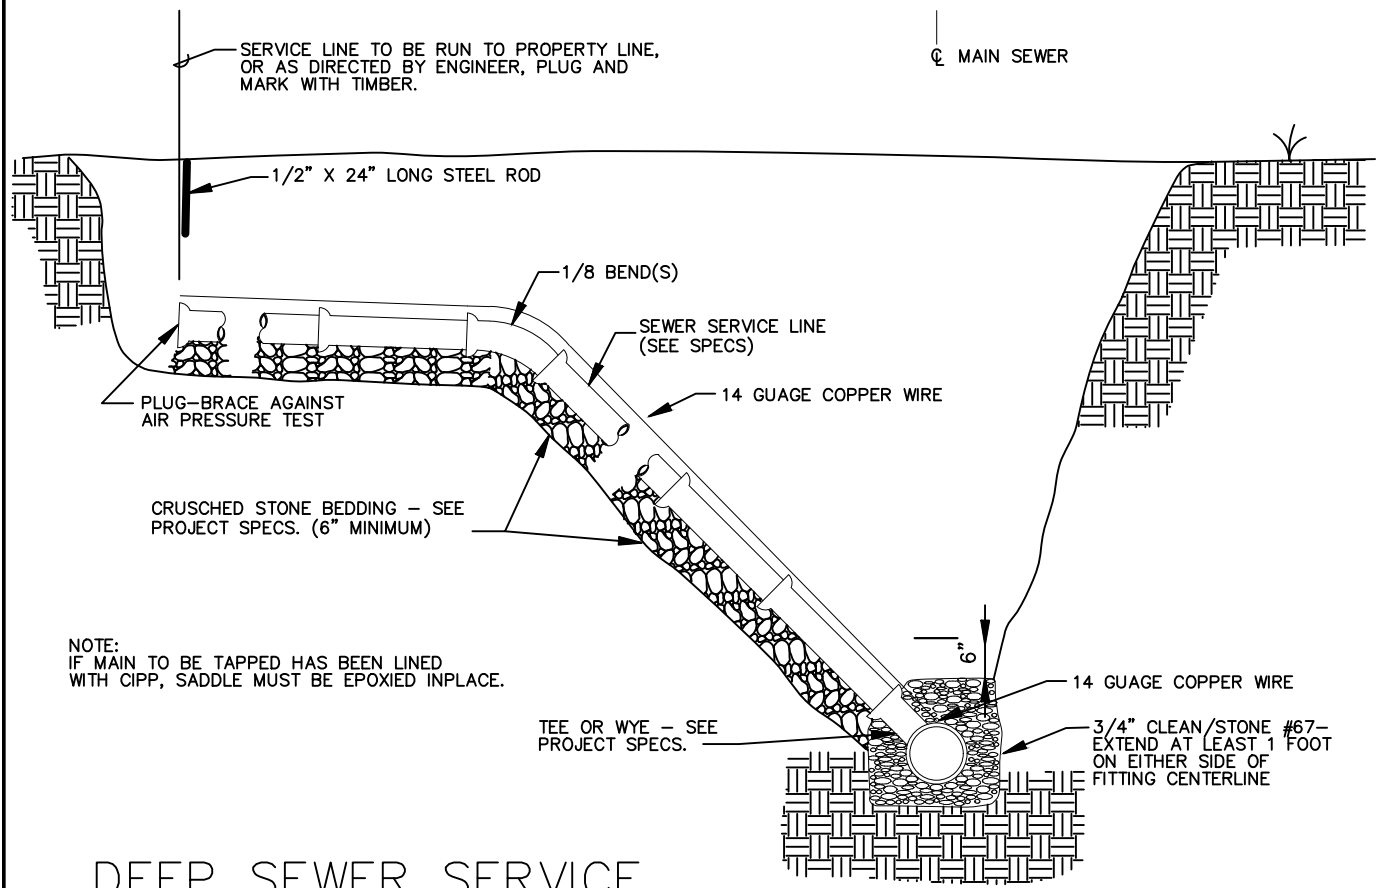 SERVICE LINE TO BE RUN TO PROPERTY LINE,
OR AS DIRECTED BY ENGINEER, PLUG AND
MARK WITH TIMBER.
℄ MAIN SEWER
1/2" X 24" LONG STEEL ROD
1/8 BEND(S)
SEWER SERVICE LINE
(SEE SPECS)
14 GUAGE COPPER WIRE
PLUG-BRACE AGAINST
AIR PRESSURE TEST
CRUSCHED STONE BEDDING - SEE
PROJECT SPECS. (6" MINIMUM)
NOTE:
IF MAIN TO BE TAPPED HAS BEEN LINED
WITH CIPP, SADDLE MUST BE EPOXIED INPLACE.
6"
14 GUAGE COPPER WIRE
TEE OR WYE - SEE
PROJECT SPECS.
3/4" CLEAN/STONE #67-
EXTEND AT LEAST 1 FOOT
ON EITHER SIDE OF
FITTING CENTERLINE
DEEP SEWER SERVICE